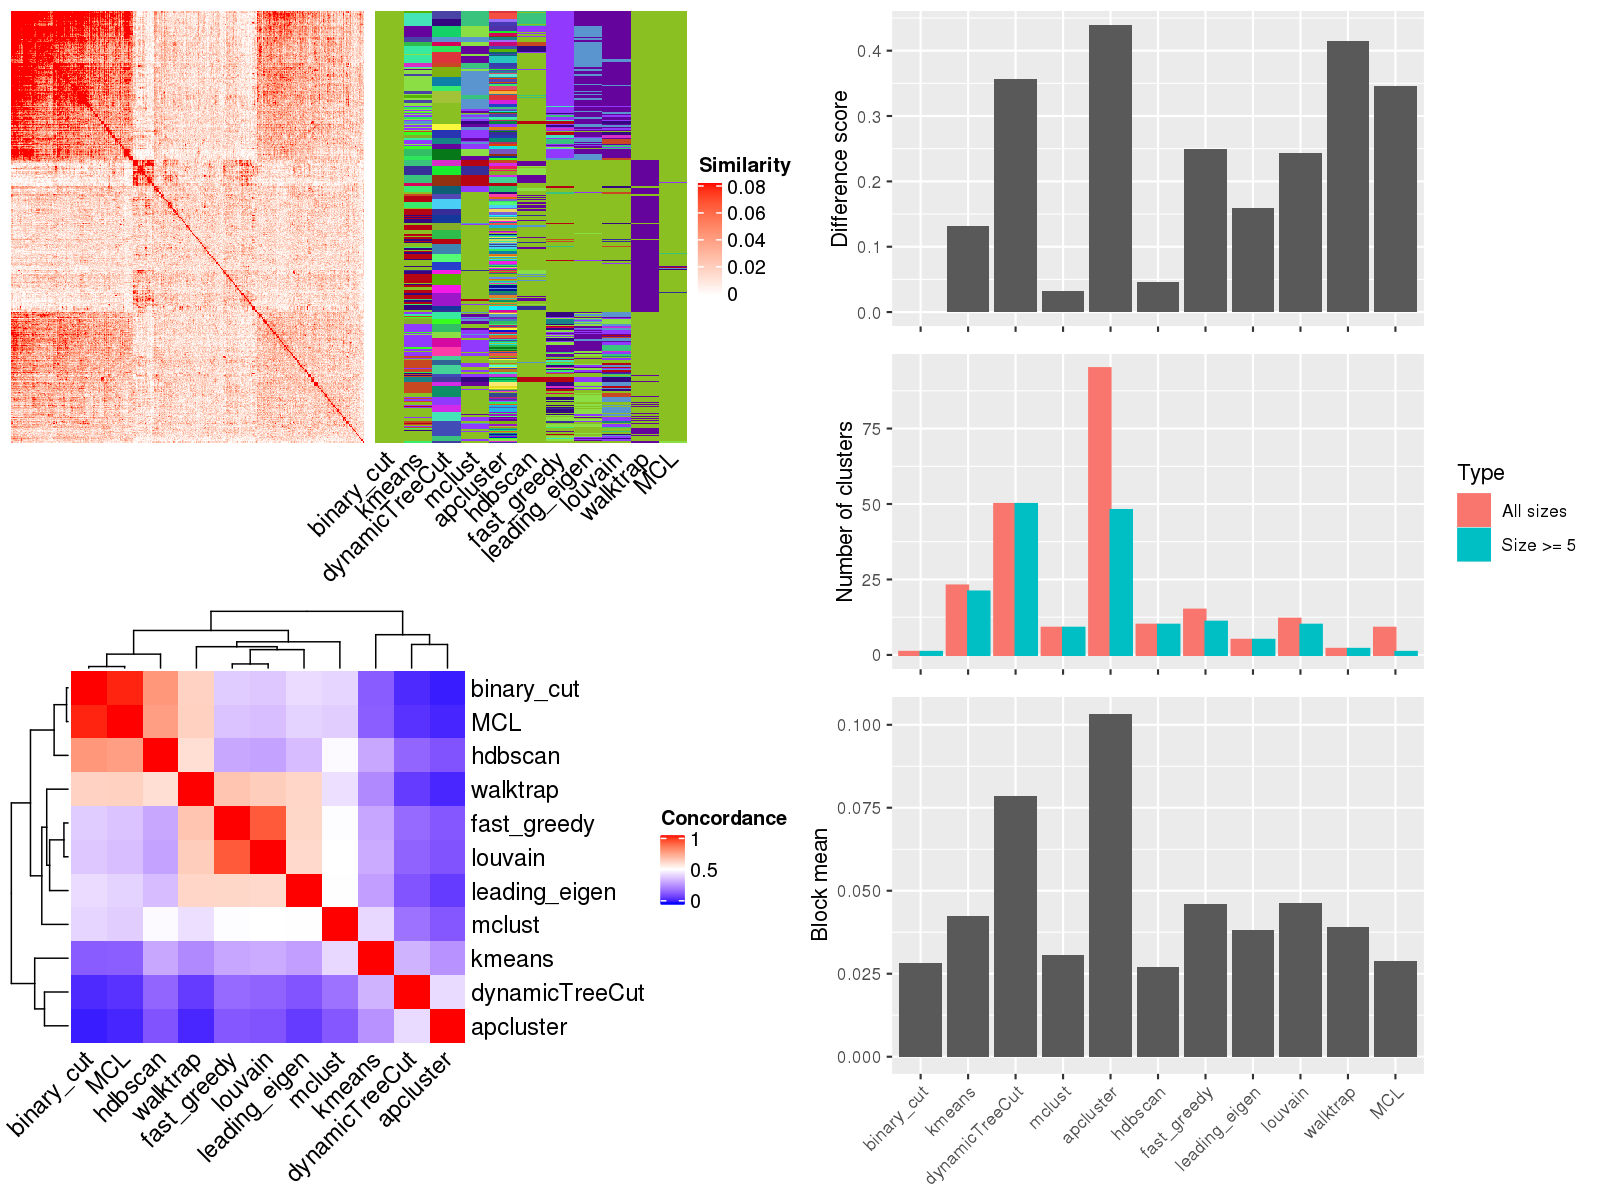 Similarity
0.08
0.06
0.04
0.02
0
binary_cut
kmeans
dynamicTreeCut
mclust
apcluster
hdbscan
fast_greedy
leading_eigen
louvain
walktrap
MCL
binary_cut
MCL
hdbscan
walktrap
fast_greedy
louvain
leading_eigen
mclust
kmeans
dynamicTreeCut
apcluster
Concordance
1
0.5
0
binary_cut
MCL
hdbscan
walktrap
fast_greedy
louvain
leading_eigen
mclust
kmeans
dynamicTreeCut
apcluster
Difference score
0.4
0.3
0.2
0.1
0.0
Number of clusters
75
50
25
0
Type
All sizes
Size >= 5
Block mean
0.100
0.075
0.050
0.025
0.000
binary_cut
kmeans
dynamicTreeCut
mclust
apcluster
hdbscan
fast_greedy
leading_eigen
louvain
walktrap
MCL